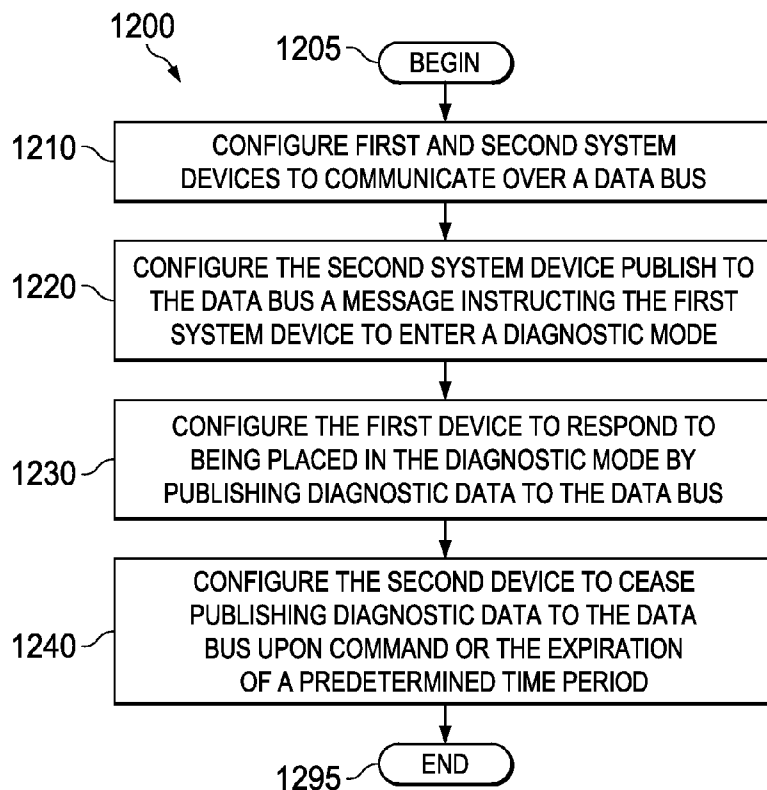 1200
1205
BEGIN
1210
CONFIGURE FIRST AND SECOND SYSTEM
DEVICES TO COMMUNICATE OVER A DATA BUS
1220
CONFIGURE THE SECOND SYSTEM DEVICE PUBLISH TO
THE DATA BUS A MESSAGE INSTRUCTING THE FIRST
SYSTEM DEVICE TO ENTER A DIAGNOSTIC MODE
1230
CONFIGURE THE FIRST DEVICE TO RESPOND TO
BEING PLACED IN THE DIAGNOSTIC MODE BY
PUBLISHING DIAGNOSTIC DATA TO THE DATA BUS
1240
CONFIGURE THE SECOND DEVICE TO CEASE
PUBLISHING DIAGNOSTIC DATA TO THE DATA
BUS UPON COMMAND OR THE EXPIRATION
OF A PREDETERMINED TIME PERIOD
1295
END